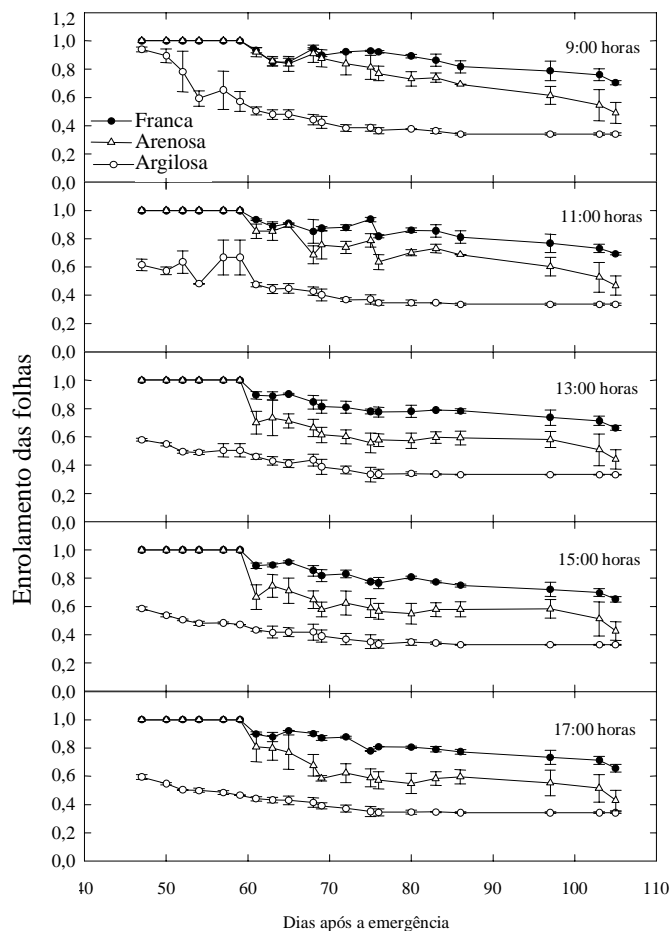 1,2
1,0
0,8
0,6
0,4
0,2
0,0
9:00 horas
Franca
Arenosa
Argilosa
1,0
0,8
0,6
0,4
0,2
0,0
11:00 horas
1,0
0,8
0,6
0,4
0,2
0,0
13:00 horas
1,0
0,8
0,6
0,4
0,2
0,0
15:00 horas
1,0
0,8
0,6
0,4
0,2
0,0
17:00 horas
Enrolamento das folhas
40 50 60 70 80 90 100 110
Dias após a emergência